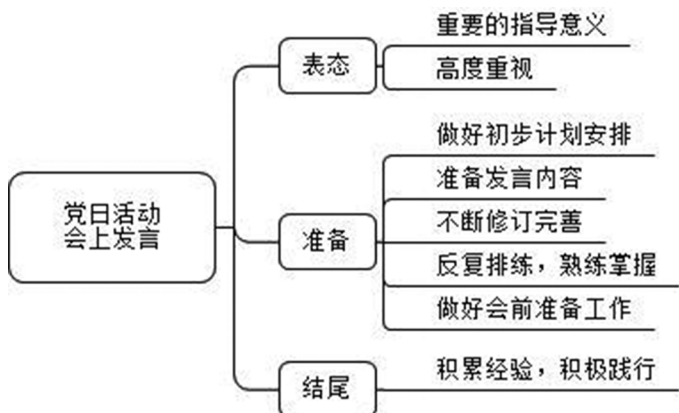 党日活动
会上发言
表态
重要的指导意义
高度重视
准备
做好初步计划安排
准备发言内容
不断修订完善
反复排练，熟练掌握
做好会前准备工作
结尾
积累经验，积极践行